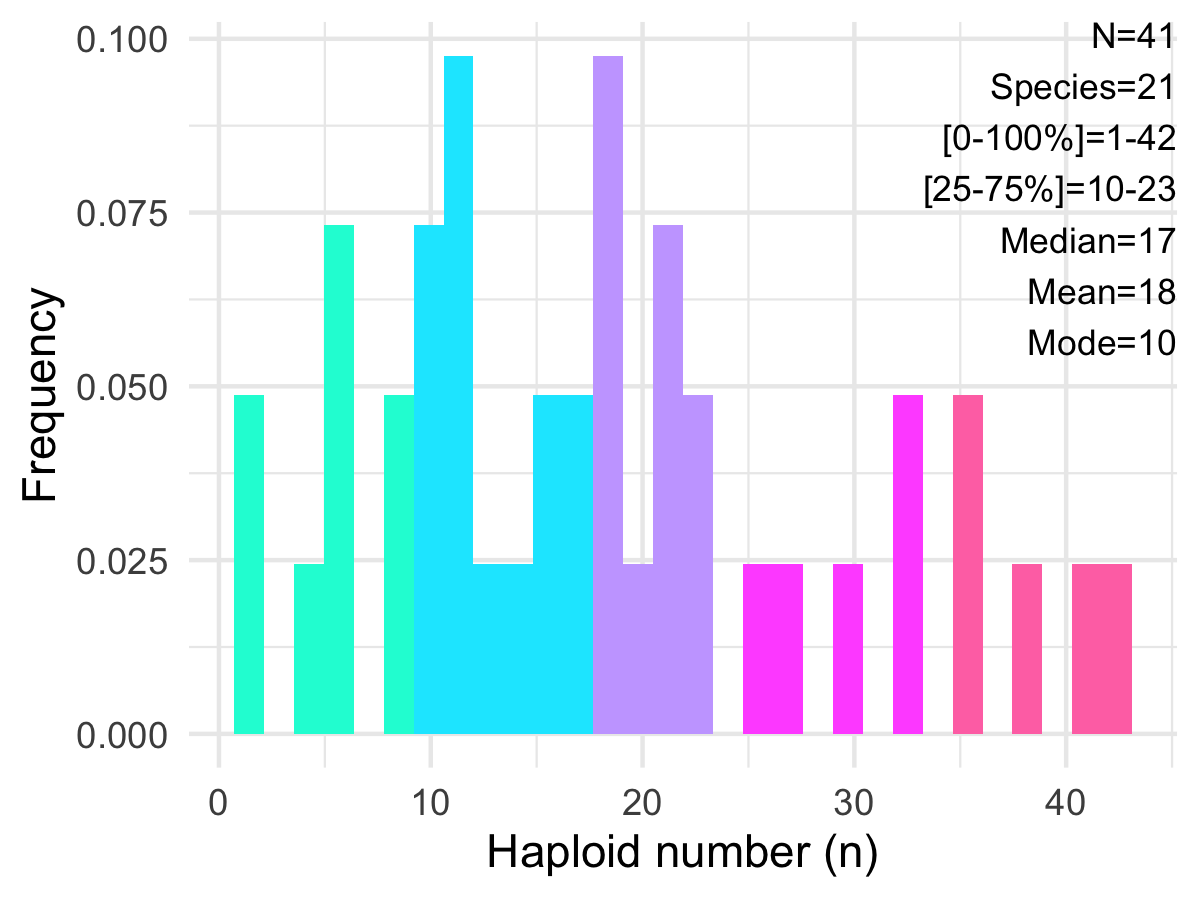 0.100
0.075
0.050
0.025
0.000
Frequency
N=41
Species=21
[0-100%]=1-42
[25-75%]=10-23
Median=17
Mean=18
Mode=10
0 10 20 30 40
Haploid number (n)